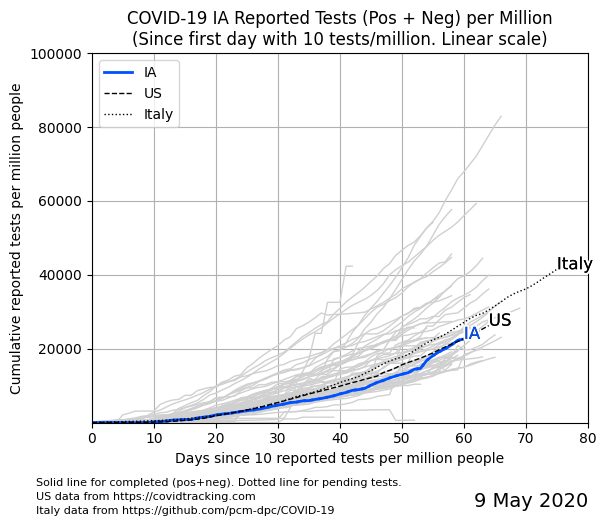 COVID-19 IA Reported Tests (Pos + Neg) per Million
(Since first day with 10 tests/million. Linear scale)
Cumulative reported tests per million people
100000
80000
60000
40000
20000
IA
US
Italy
Italy
US
IA
0 10 20 30 40 50 60 70 80
Days since 10 reported tests per million people
Solid line for completed (pos+neg). Dotted line for pending tests.
US data from https://covidtracking.com
Italy data from https://github.com/pcm-dpc/COVID-19
9 May 2020